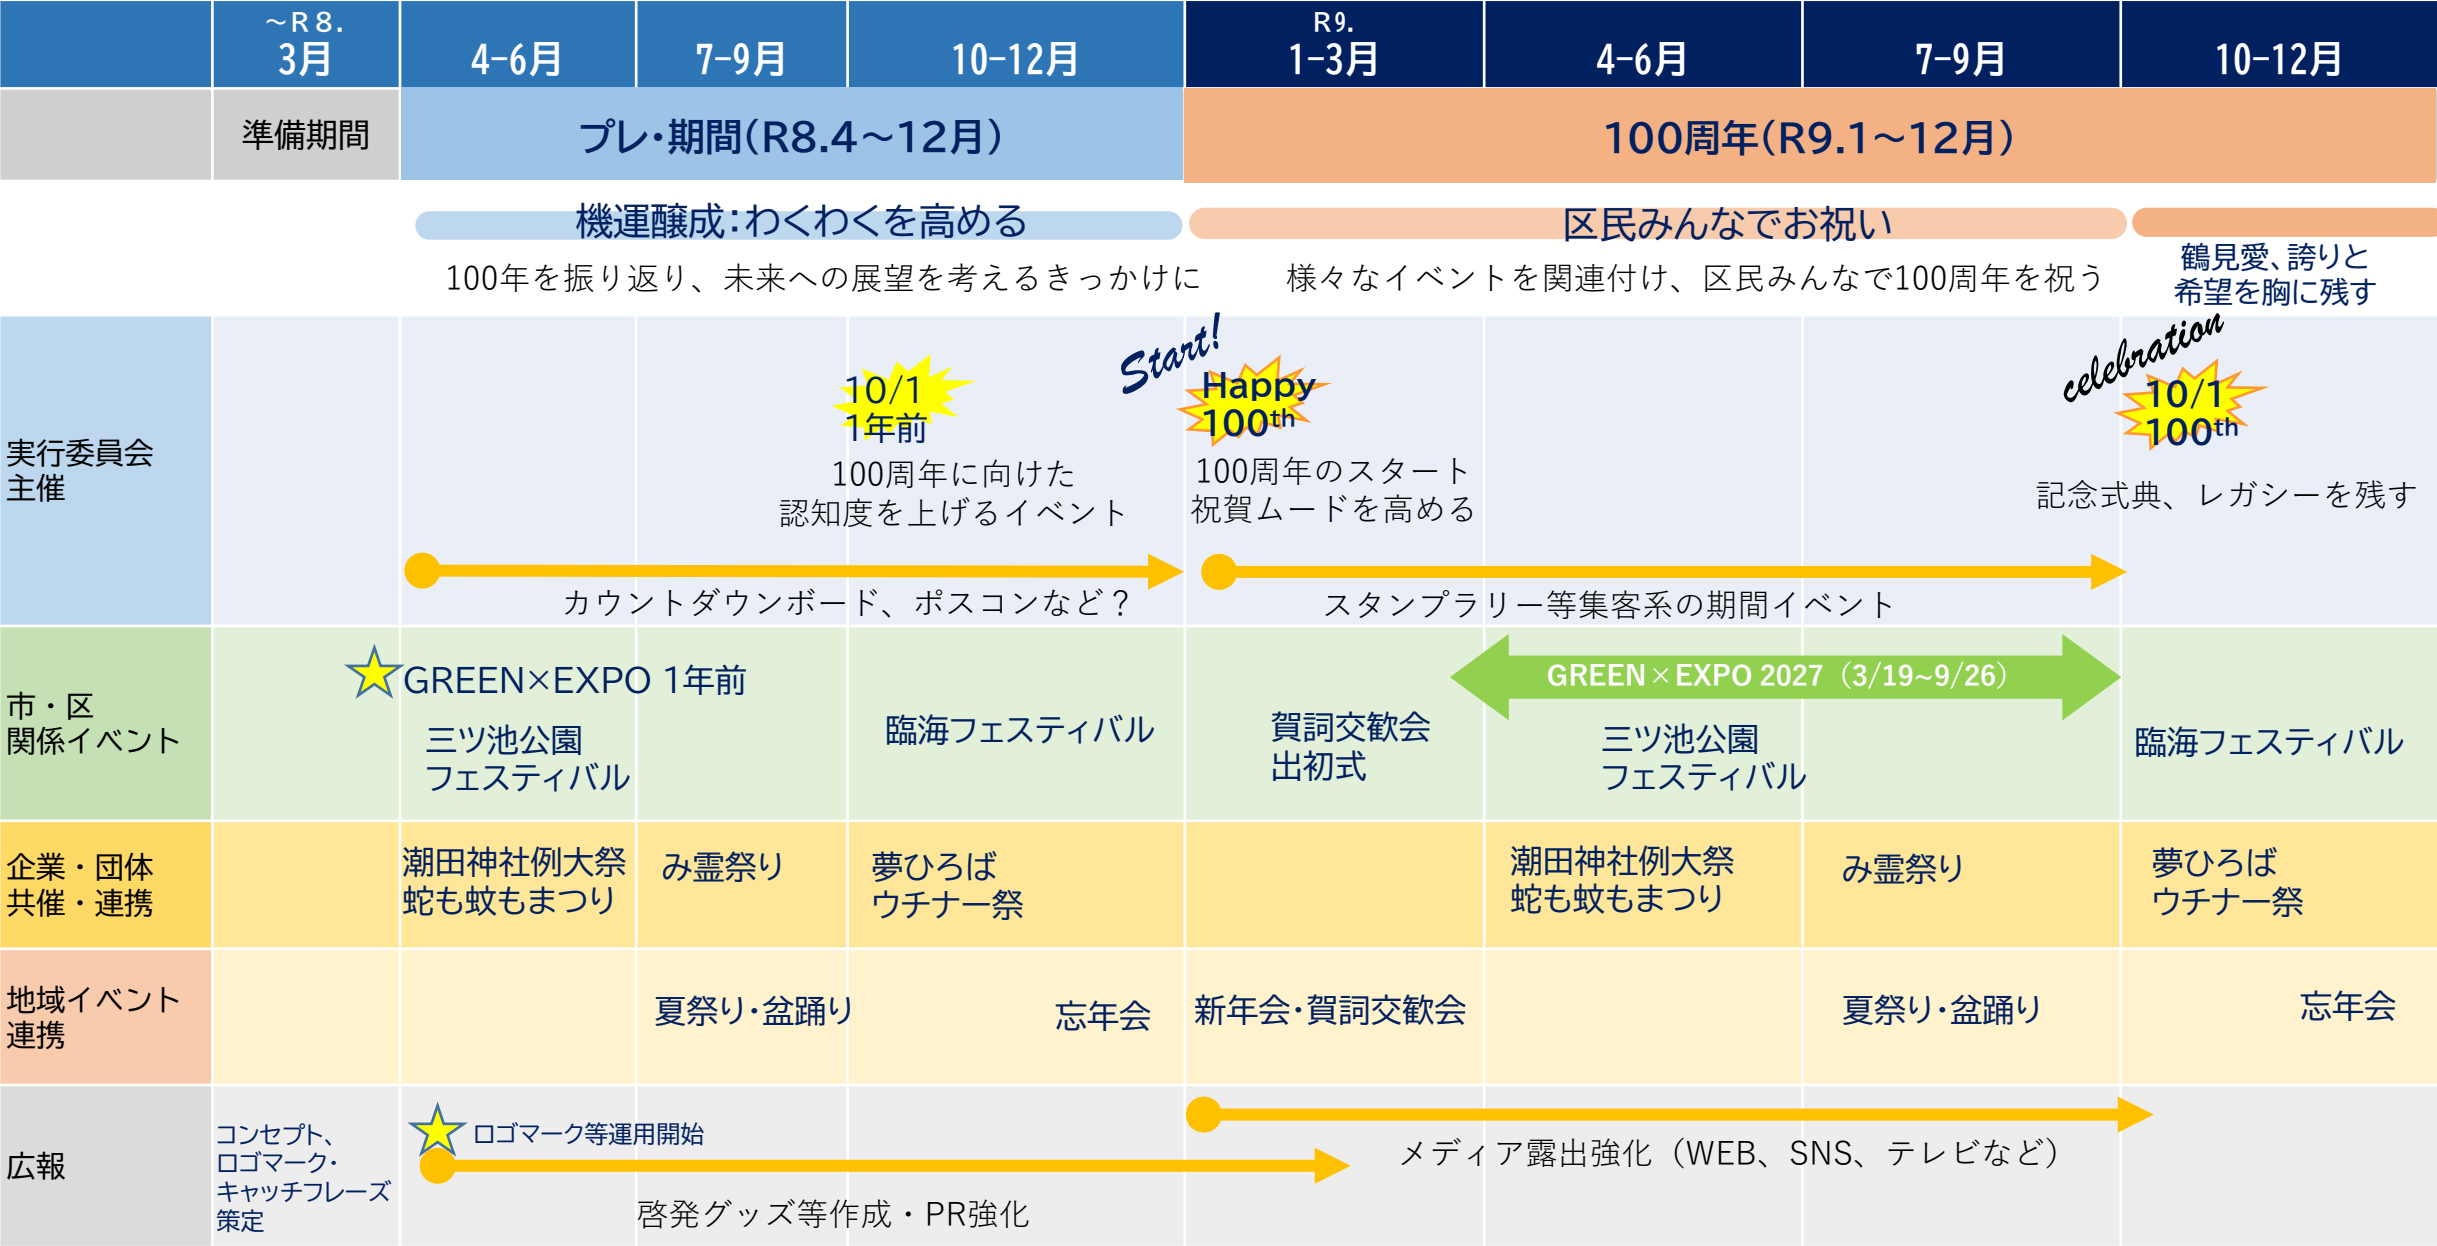 ～R８.
3月
4-6月
7-9月
10-12月
R9.
1-3月
4-6月
7-9月
10-12月
準備期間
プレ・期間(R8.4～12月)
100周年(R9.1～12月)
機運醸成：わくわくを高める
区民みんなでお祝い
100年を振り返り、未来への展望を考えるきっかけに
様々なイベントを関連付け、区民みんなで100周年を祝う
鶴見愛、誇りと
希望を胸に残す
実行委員会
主催
10/1
1年前
100周年に向けた
認知度を上げるイベント
Start!
Happy
100th
100周年のスタート
祝賀ムードを高める
celebration
10/1
100th
記念式典、レガシーを残す
カウントダウンボード、ポスコンなど？
スタンプラリー等集客系の期間イベント
市・区
関係イベント
GREEN×EXPO 1年前
三ツ池公園
フェスティバル
臨海フェスティバル
賀詞交歓会
出初式
GREEN×EXPO 2027（3/19~9/26）
三ツ池公園
フェスティバル
臨海フェスティバル
企業・団体
共催・連携
潮田神社例大祭
蛇も蚊もまつり
み霊祭り
夢ひろば
ウチナー祭
潮田神社例大祭
蛇も蚊もまつり
み霊祭り
夢ひろば
ウチナー祭
地域イベント
連携
夏祭り・盆踊り
忘年会
新年会・賀詞交歓会
夏祭り・盆踊り
忘年会
広報
コンセプト、
ロゴマーク・
キャッチフレーズ
策定
ロゴマーク等運用開始
啓発グッズ等作成・PR強化
メディア露出強化（WEB、SNS、テレビなど）